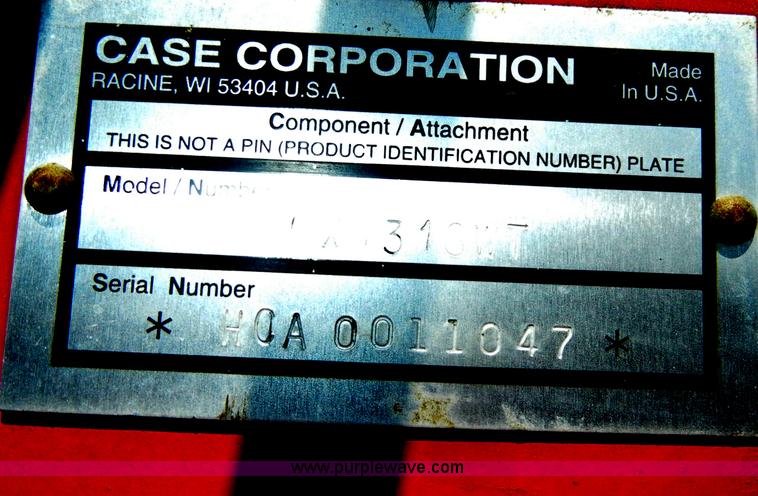 CASE CORPORATION
RACINE, WI 53404 U.S.A.
Made
In U.S.A.
Component / Attachment
THIS IS NOT A PIN (PRODUCT IDENTIFICATION NUMBER) PLATE
Model / Number
Serial Number
* HCA 0011047 *
www.purplewave.com